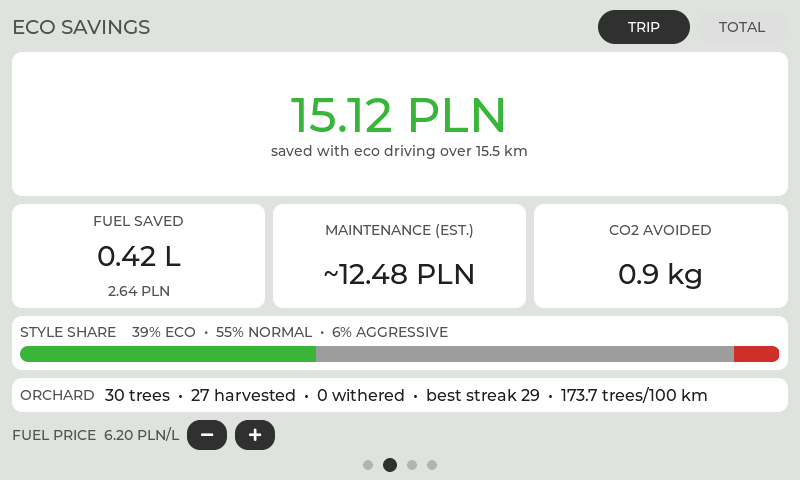 ECO SAVINGS
TRIP
TOTAL
15.12 PLN
saved with eco driving over 15.5 km
FUEL SAVED
0.42 L
2.64 PLN
MAINTENANCE (EST.)
~12.48 PLN
CO2 AVOIDED
0.9 kg
STYLE SHARE 39% ECO • 55% NORMAL • 6% AGGRESSIVE
ORCHARD 30 trees • 27 harvested • 0 withered • best streak 29 • 173.7 trees/100 km
FUEL PRICE 6.20 PLN/L − +